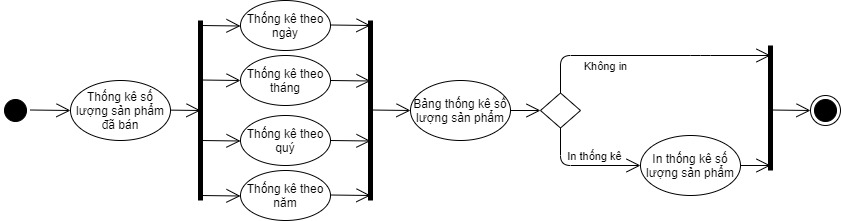 Thống kê số
lượng sản phẩm
đã bán
Thống kê theo
ngày
Thống kê theo
tháng
Thống kê theo
quý
Thống kê theo
năm
Bảng thống kê số
lượng sản phẩm
Không in
In thống kê
In thống kê số
lượng sản phẩm